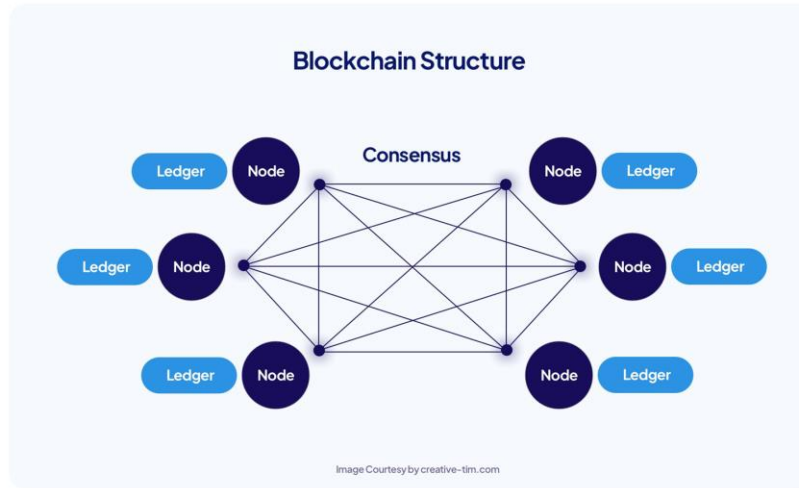 Blockchain Structure
Consensus
Ledger Node Node Ledger
Ledger Node Node Ledger
Ledger Node Node Ledger
Image Courtesy by creative-tim.com